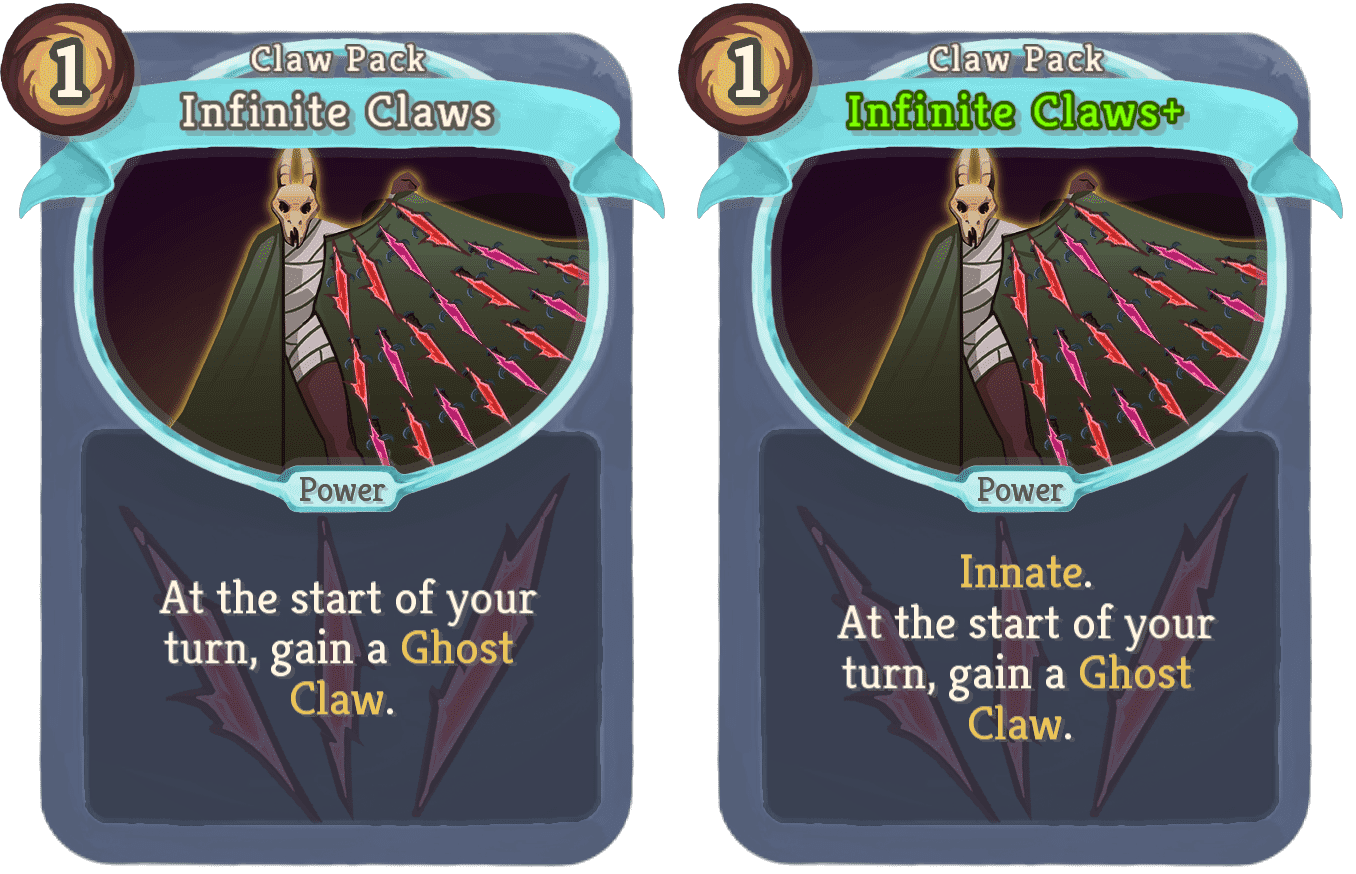 1
Claw Pack
Infinite Claws
Power
At the start of your
turn, gain a Ghost
Claw.
1
Claw Pack
Infinite Claws+
Power
Innate.
At the start of your
turn, gain a Ghost
Claw.